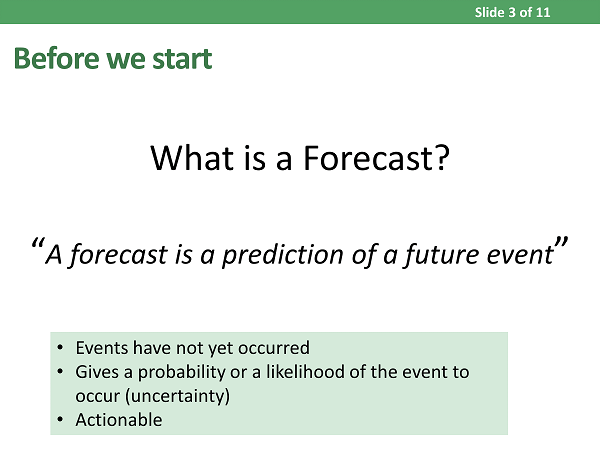 Slide 3 of 11
Before we start
What is a Forecast?
“A forecast is a prediction of a future event”
• Events have not yet occurred
• Gives a probability or a likelihood of the event to
occur (uncertainty)
• Actionable